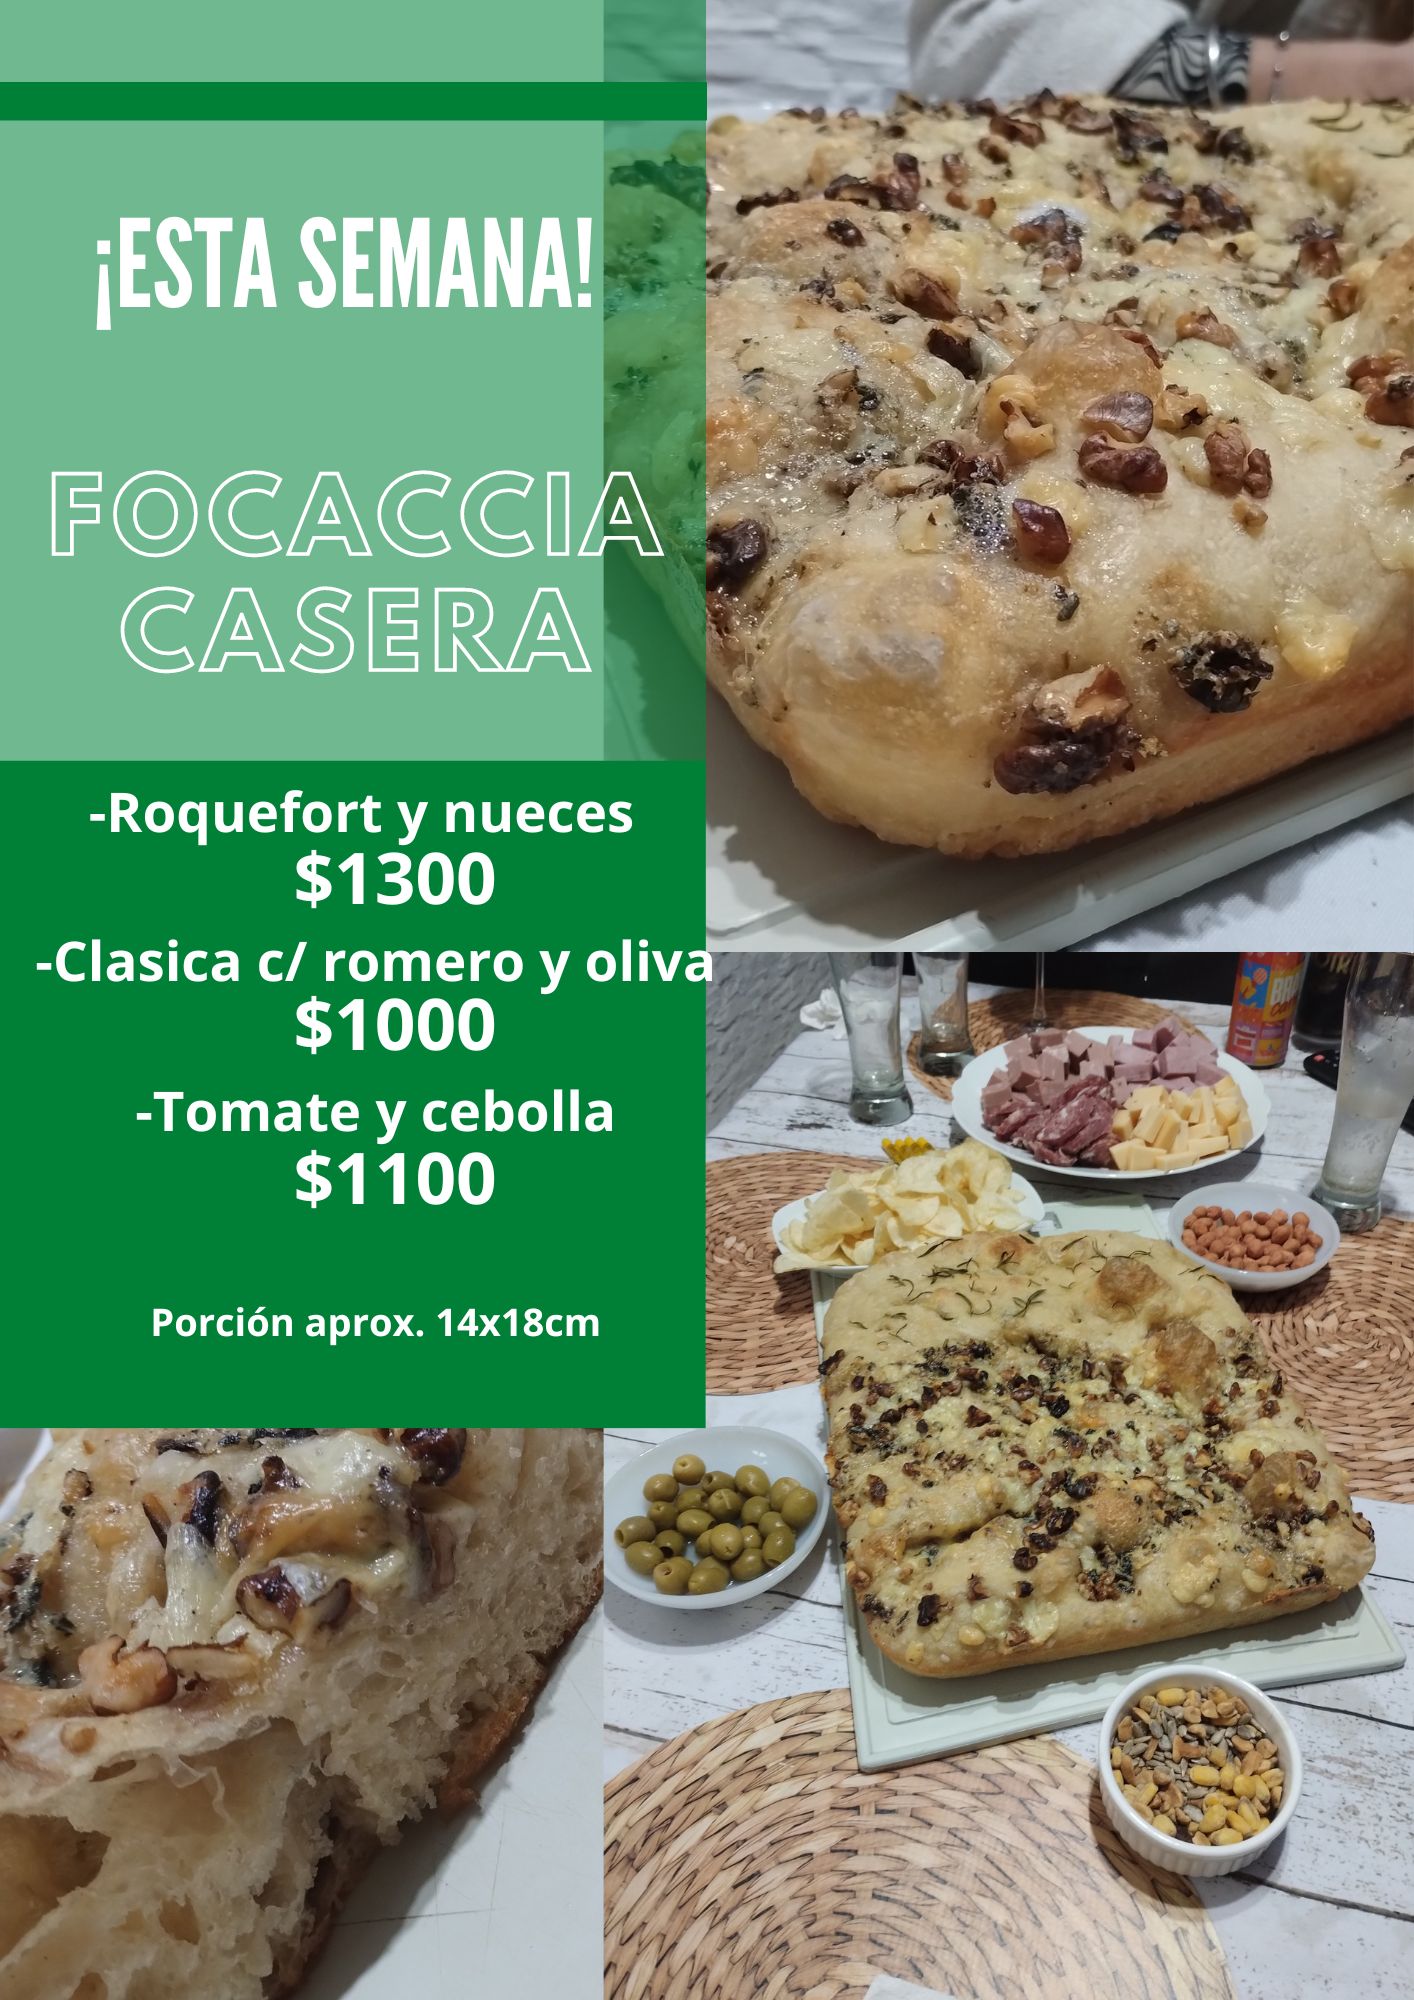 ¡ESTA SEMANA!
FOCACCIA
CASERA
-Roquefort y nueces
$1300
-Clasica c/ romero y oliva
$1000
-Tomate y cebolla
$1100
Porción aprox. 14x18cm